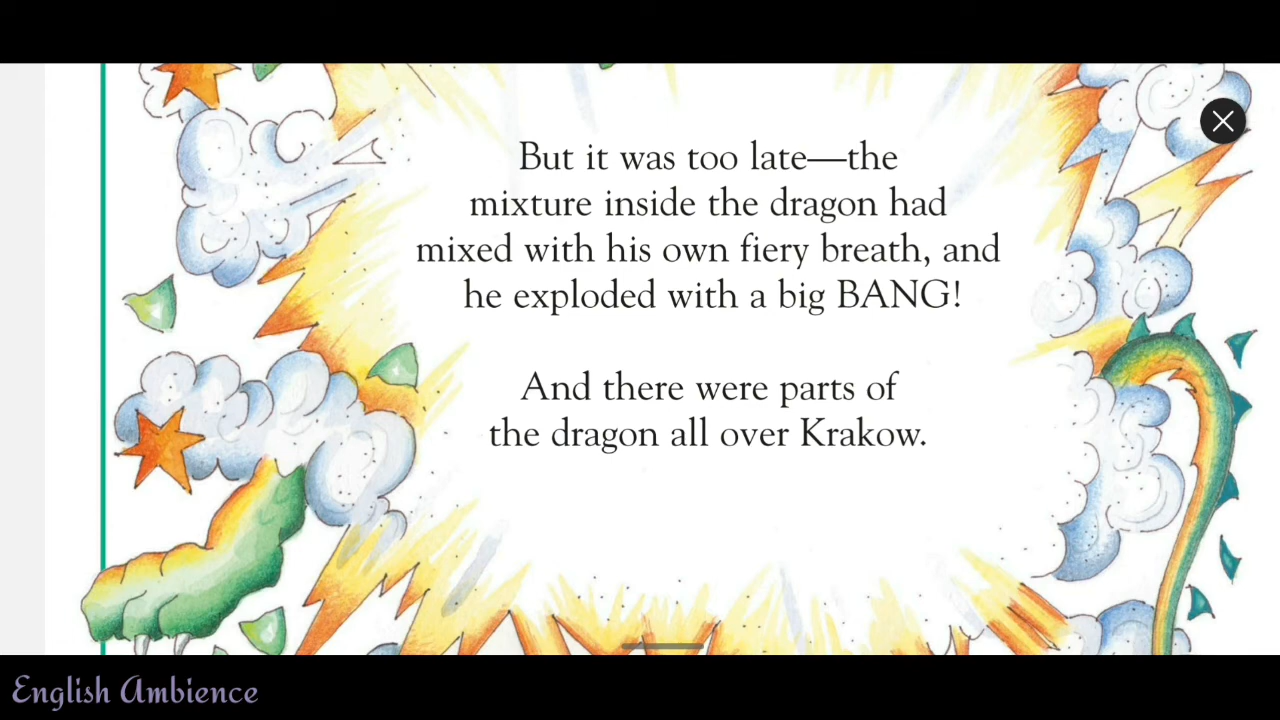 But it was too late—the
mixture inside the dragon had
mixed with his own fiery breath, and
he exploded with a big BANG!
And there were parts of
the dragon all over Krakow.
English Ambience